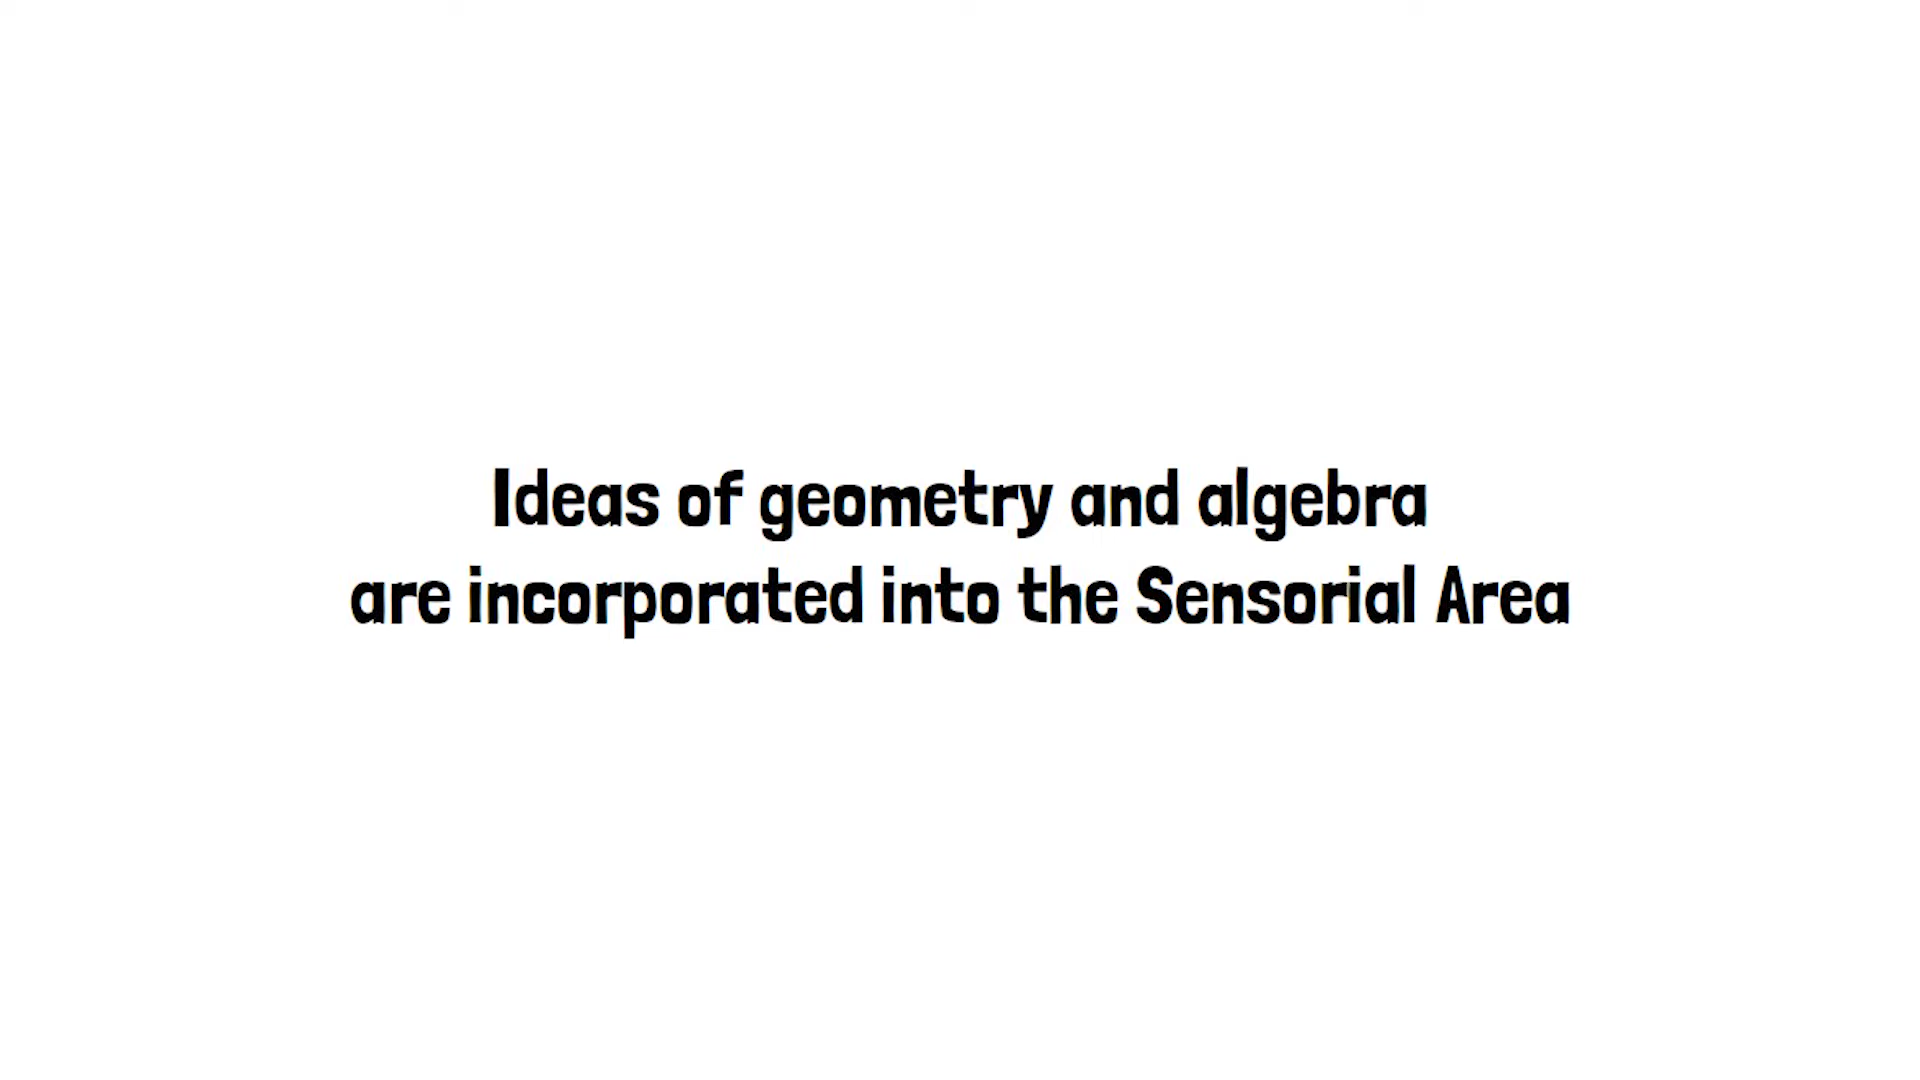 Ideas of geometry and algebra
are incorporated into the Sensorial Area